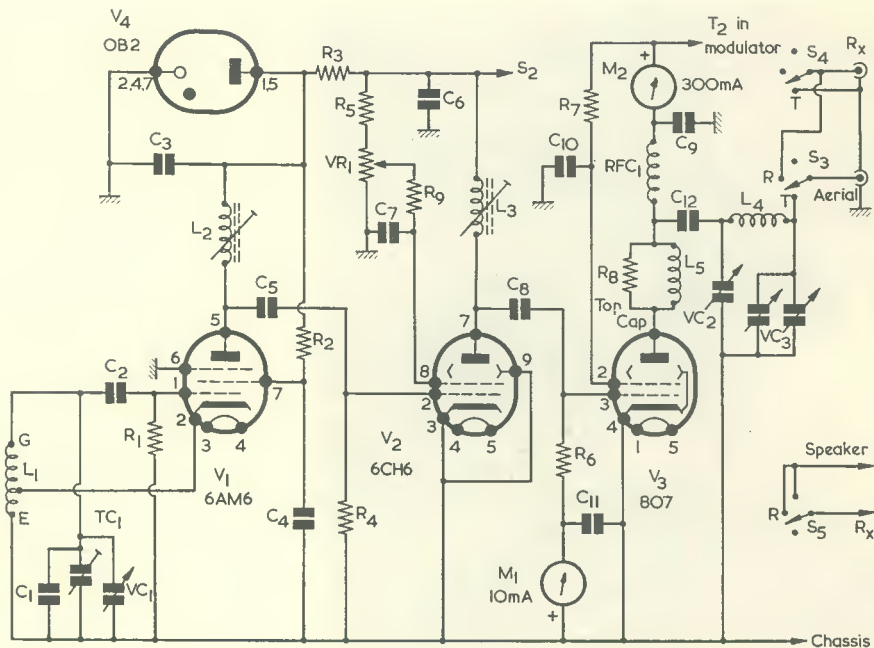 V4
OB2
2,4,7
1,5
R3
S2
T2 in
modulator
M2
+
300mA
S4
RX
T
R5
C6
R7
C3
VR1
R9
C7
C10
C9
RFC1
S3
R
T
Aerial
L2
L3
C12
L4
C5
5
R2
C8
7
R8
L5
Top
Cap
VC2
VC3
C2
6
1
2
3
4
7
8
2
3
4
5
9
2
3
4
1
5
R1
G
L1
E
V1
6AM6
V2
6CH6
R6
V3
807
TC1
C4
R4
C11
C1
VC1
M1
10mA
+
Speaker
R
S5
RX
Chassis